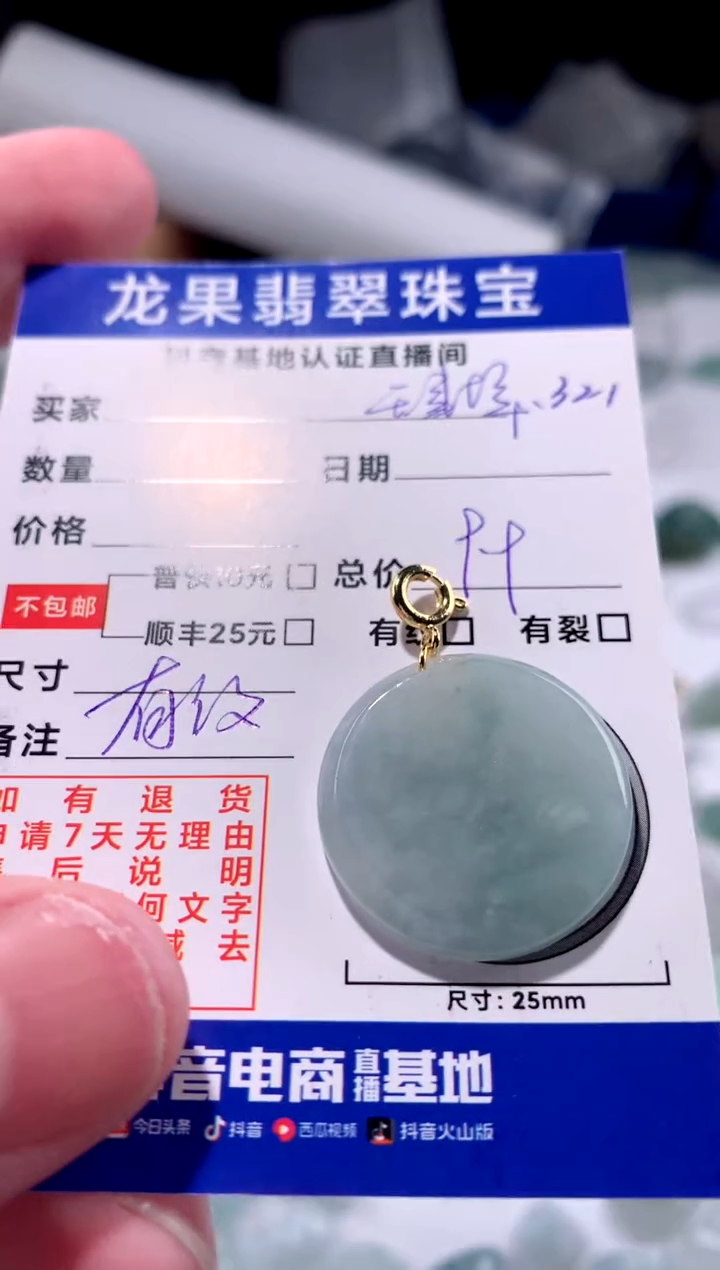 龙果翡翠珠宝
基地认证直播间
买家 .321
数量 日期
价格
普快10元 总价
不包邮
顺丰25元 有纹 有裂
尺寸
备注 有纹
如有退货
申请7天无理由
售后说明
何文字
减去
尺寸：25mm
抖音电商直播基地
今日头条 抖音 西瓜视频 抖音火山版